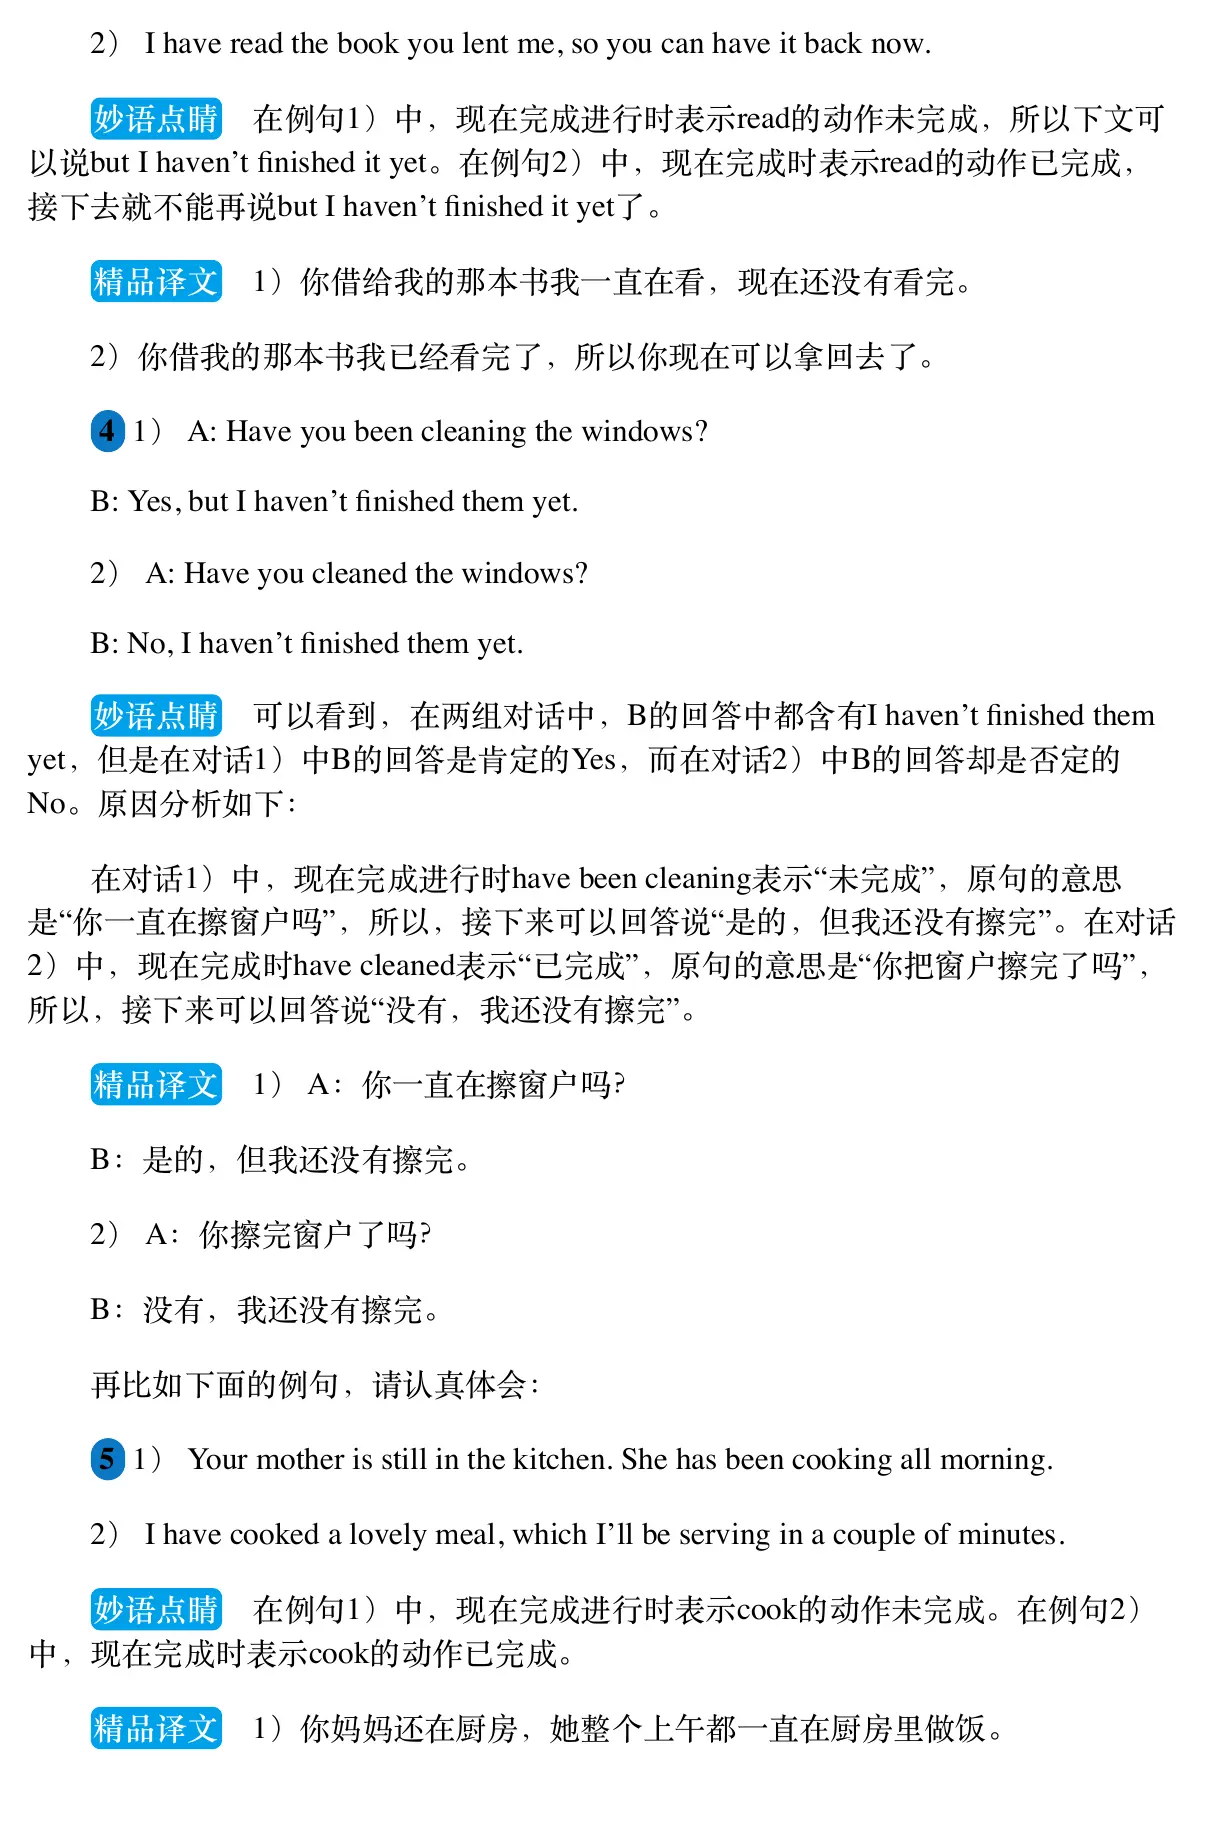 2） I have read the book you lent me, so you can have it back now.
妙语点睛 在例句1）中，现在完成进行时表示read的动作未完成，所以下文可
以说but I haven’t finished it yet。在例句2）中，现在完成时表示read的动作已完成，
接下去就不能再说but I haven’t finished it yet了。
精品译文 1）你借给我的那本书我一直在看，现在还没有看完。
2）你借我的那本书我已经看完了，所以你现在可以拿回去了。
4 1） A: Have you been cleaning the windows?
B: Yes, but I haven’t finished them yet.
2） A: Have you cleaned the windows?
B: No, I haven’t finished them yet.
妙语点睛 可以看到，在两组对话中，B的回答中都含有I haven’t finished them
yet，但是在对话1）中B的回答是肯定的Yes，而在对话2）中B的回答却是否定的
No。原因分析如下：
在对话1）中，现在完成进行时have been cleaning表示“未完成”，原句的意思
是“你一直在擦窗户吗”，所以，接下来可以回答说“是的，但我还没有擦完”。在对话
2）中，现在完成时have cleaned表示“已完成”，原句的意思是“你把窗户擦完了吗”，
所以，接下来可以回答说“没有，我还没有擦完”。
精品译文 1） A：你一直在擦窗户吗?
B：是的，但我还没有擦完。
2） A：你擦完窗户了吗?
B：没有，我还没有擦完。
再比如下面的例句，请认真体会：
5 1） Your mother is still in the kitchen. She has been cooking all morning.
2） I have cooked a lovely meal, which I’ll be serving in a couple of minutes.
妙语点睛 在例句1）中，现在完成进行时表示cook的动作未完成。在例句2）
中，现在完成时表示cook的动作已完成。
精品译文 1）你妈妈还在厨房，她整个上午都一直在厨房里做饭。